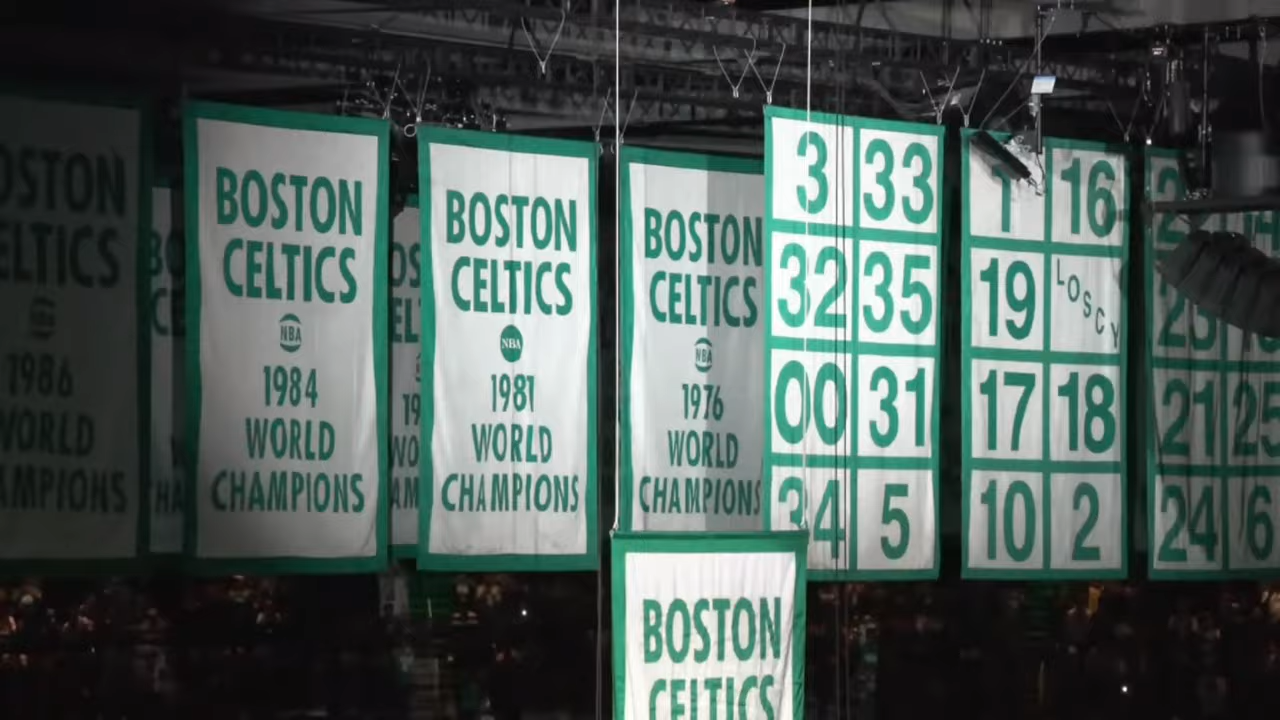 BOSTON
CELTICS
1986
WORLD
CHAMPIONS
BOSTON
CELTICS
NBA
1984
WORLD
CHAMPIONS
BOSTON
CELTICS
NBA
1981
WORLD
CHAMPIONS
BOSTON
CELTICS
NBA
1976
WORLD
CHAMPIONS
3 33
32 35
00 31
34 5
1 16
19 LOSCY
17 18
10 2
21 25
24 6
BOSTON
CELTICS